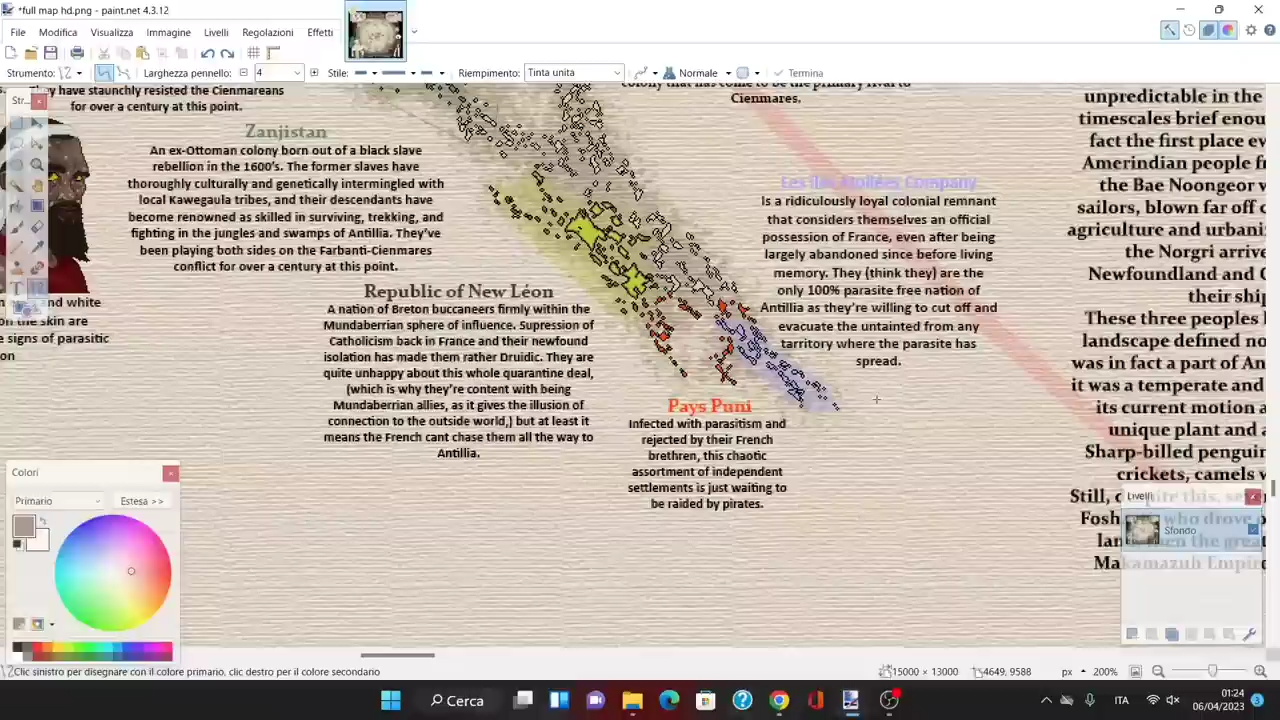 *full map hd.png - paint.net 4.3.12
File Modifica Visualizza Immagine Livelli Regolazioni Effetti
Strumento: Larghezza pennello: 4 Stile: Riempimento: Tinta unita Normale Termina
have staunchly resisted the Cienmareans
for over a century at this point.
Zanjistan
An ex-Ottoman colony born out of a black slave
rebellion in the 1600's. The former slaves have
thoroughly culturally and genetically intermingled with
local Kawegaula tribes, and their descendants have
become renowned as skilled in surviving, trekking, and
fighting in the jungles and swamps of Antillia. They've
been playing both sides on the Farbanti-Cienmares
conflict for over a century at this point.
and white
on the skin are
e signs of parasitic
on
Republic of New Léon
A nation of Breton buccaneers firmly within the
Mundaberrian sphere of influence. Supression of
Catholicism back in France and their newfound
isolation has made them rather Druidic. They are
quite unhappy about this whole quarantine deal,
(which is why they're content with being
Mundaberrian allies, as it gives the illusion of
connection to the outside world,) but at least it
means the French cant chase them all the way to
Antillia.
colony that has come to be the primary rival to
Cienmares.
Company
Is a ridiculously loyal colonial remnant
that considers themselves an official
possession of France, even after being
largely abandoned since before living
memory. They (think they) are the
only 100% parasite free nation of
Antillia as they're willing to cut off and
evacuate the untainted from any
territory where the parasite has
spread.
Pays Puni
Infected with parasitism and
rejected by their French
brethren, this chaotic
assortment of independent
settlements is just waiting to
be raided by pirates.
unpredictable in the
timescales brief enou
fact the first place ev
Amerindian people f
the Bae Noongeor w
sailors, blown far off c
agriculture and urbani
the Norgri arrive
Newfoundland and C
their ship
These three peoples l
landscape defined no
was in fact a part of An
it was a temperate and
its current motion a
unique plant and a
Sharp-billed penguin
crickets, camels w
Still, despite this, se
Fosh who drove o
lan then the great
Makamazuh Empir
Str...
Colori
Primario Estesa >>
Livelli
Sfondo
Clic sinistro per disegnare con il colore primario, clic destro per il colore secondario
15000 × 13000 4649, 9588 px 200%
Cerca
ITA
01:24
06/04/2023